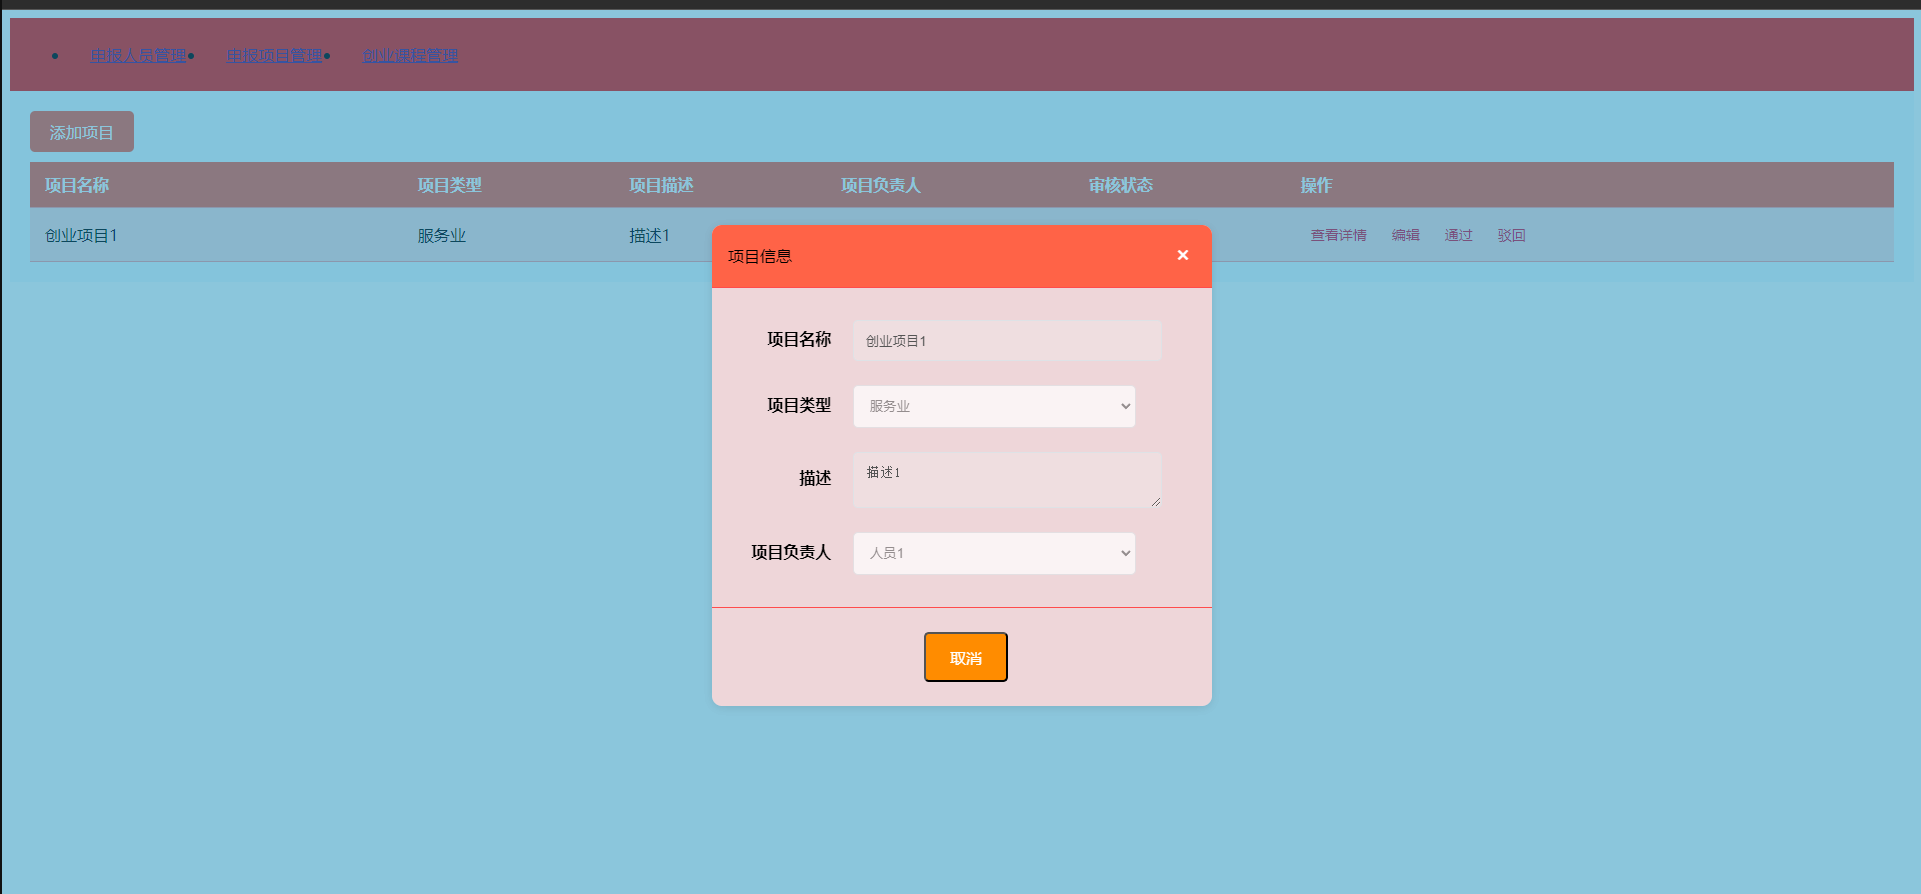 申报人员管理 申报项目管理 创业课程管理
添加项目
项目名称 项目类型 项目描述 项目负责人 审核状态 操作
创业项目1 服务业 描述1 查看详情 编辑 通过 驳回
项目信息 ×
项目名称 创业项目1
项目类型 服务业
描述 描述1
项目负责人 人员1
取消